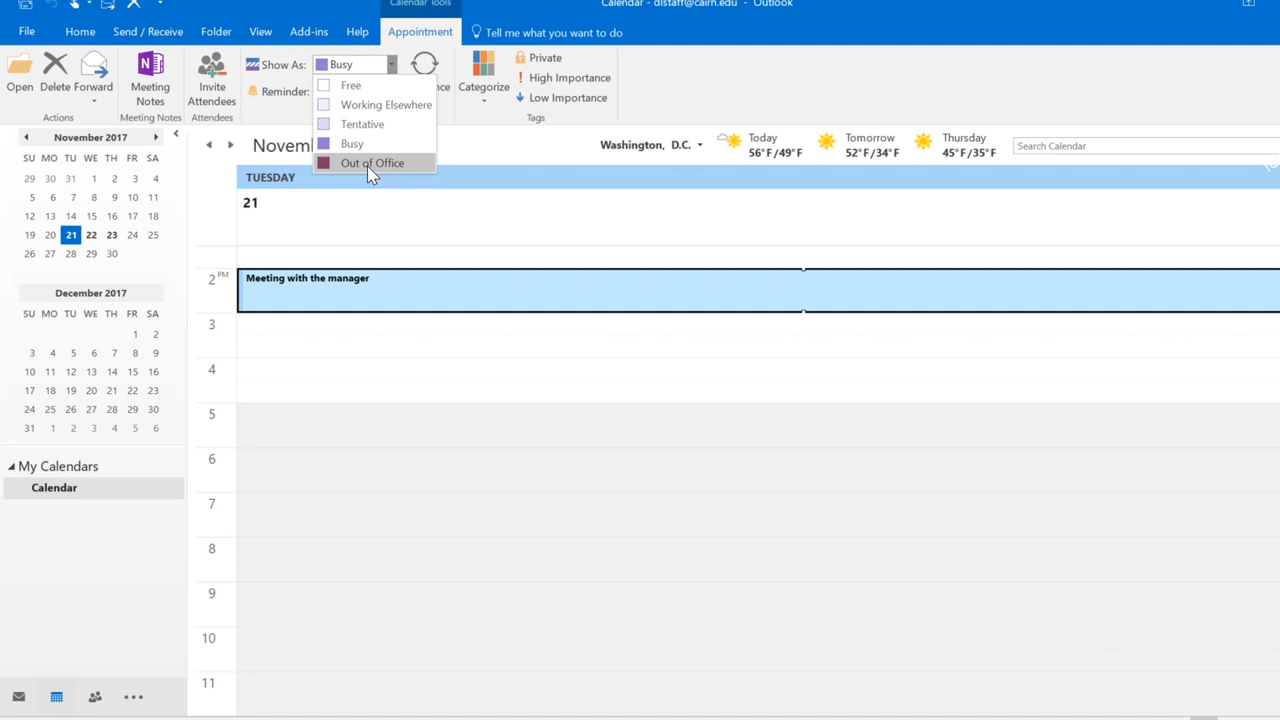 Calendar Tools
Calendar - dlstaff@cairn.edu - Outlook
File Home Send / Receive Folder View Add-ins Help Appointment Tell me what you want to do
Open Delete Forward
Actions
Meeting Notes
Meeting Notes
Invite Attendees
Attendees
Show As: Busy
Reminder:
Free
Working Elsewhere
Tentative
Busy
Out of Office
Categorize
Private
! High Importance
Low Importance
Tags
November 2017
SU MO TU WE TH FR SA
29 30 31 1 2 3 4
5 6 7 8 9 10 11
12 13 14 15 16 17 18
19 20 21 22 23 24 25
26 27 28 29 30
December 2017
SU MO TU WE TH FR SA
1 2
3 4 5 6 7 8 9
10 11 12 13 14 15 16
17 18 19 20 21 22 23
24 25 26 27 28 29 30
31 1 2 3 4 5 6
My Calendars
Calendar
Washington, D.C.
Today
56°F/49°F
Tomorrow
52°F/34°F
Thursday
45°F/35°F
Search Calendar
TUESDAY
21
2 PM
Meeting with the manager
3
4
5
6
7
8
9
10
11